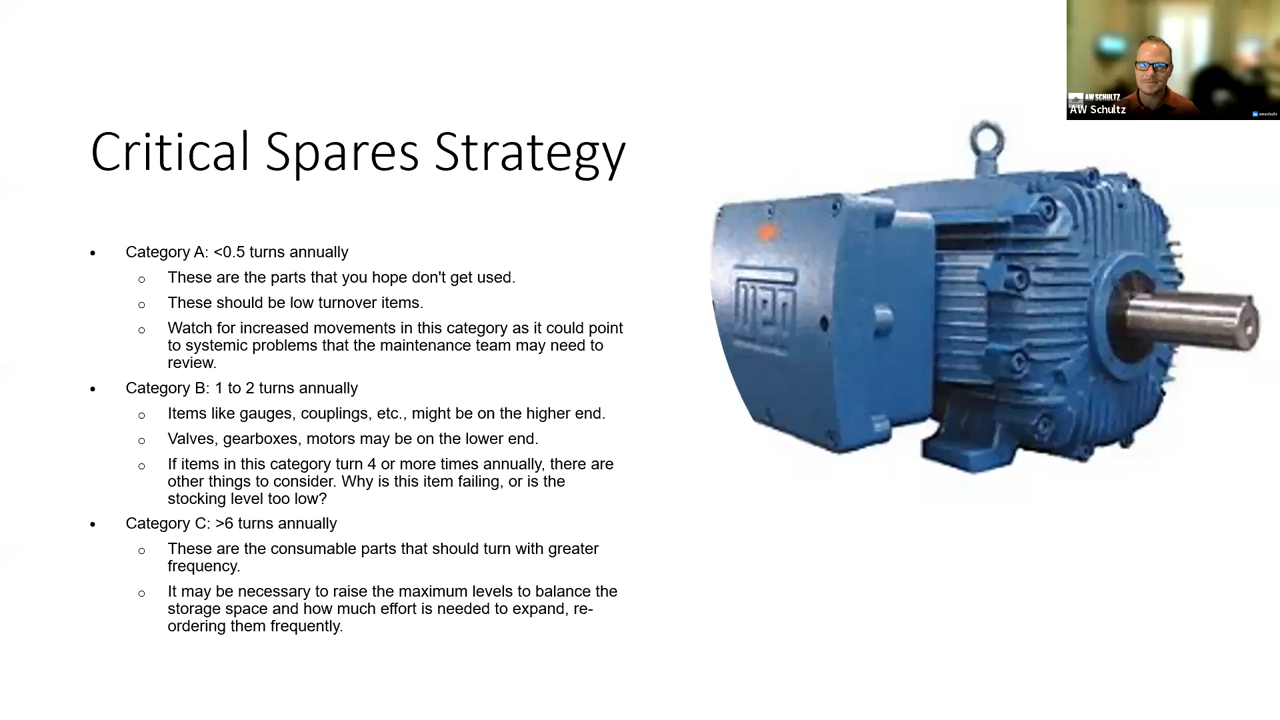 AW SCHULTZ
AW Schultz
Critical Spares Strategy
• Category A: <0.5 turns annually
o These are the parts that you hope don't get used.
o These should be low turnover items.
o Watch for increased movements in this category as it could point
to systemic problems that the maintenance team may need to
review.
• Category B: 1 to 2 turns annually
o Items like gauges, couplings, etc., might be on the higher end.
o Valves, gearboxes, motors may be on the lower end.
o If items in this category turn 4 or more times annually, there are
other things to consider. Why is this item failing, or is the
stocking level too low?
• Category C: >6 turns annually
o These are the consumable parts that should turn with greater
frequency.
o It may be necessary to raise the maximum levels to balance the
storage space and how much effort is needed to expand, re-
ordering them frequently.